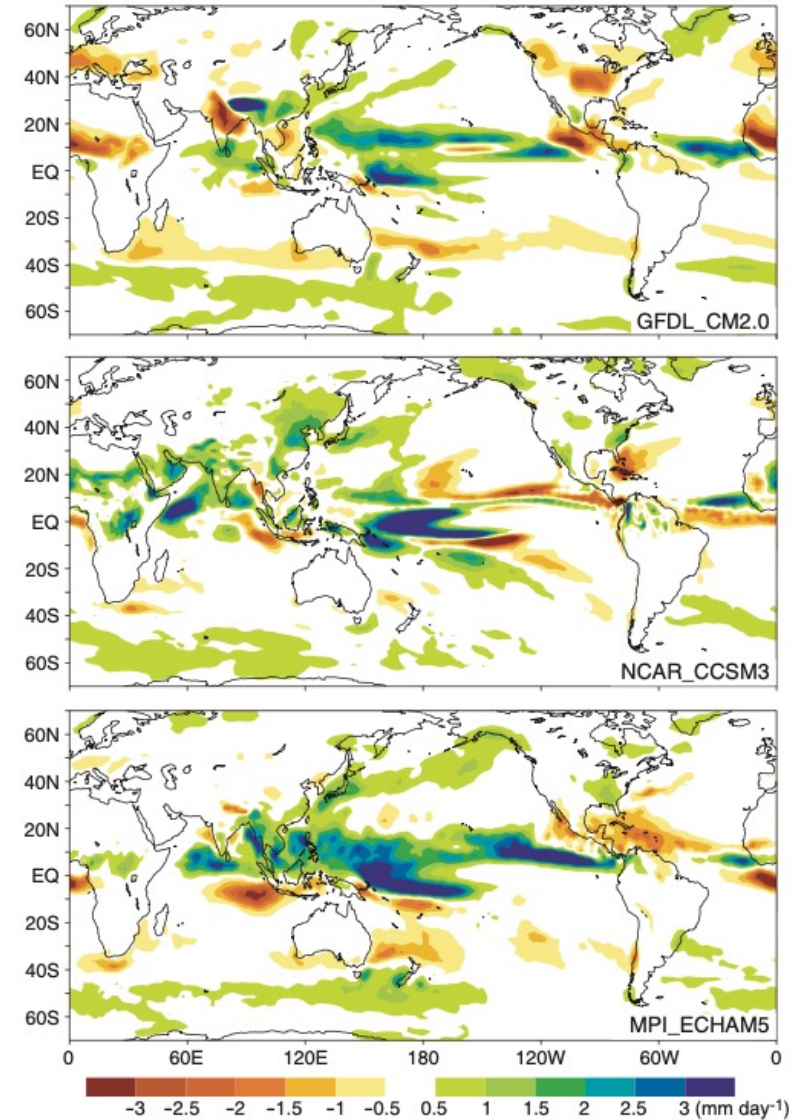 60N
40N
20N
EQ
20S
40S
60S
GFDL_CM2.0
60N
40N
20N
EQ
20S
40S
60S
NCAR_CCSM3
60N
40N
20N
EQ
20S
40S
60S
MPI_ECHAM5
0 60E 120E 180 120W 60W 0
-3 -2.5 -2 -1.5 -1 -0.5 0.5 1 1.5 2 2.5 3 (mm day-1)